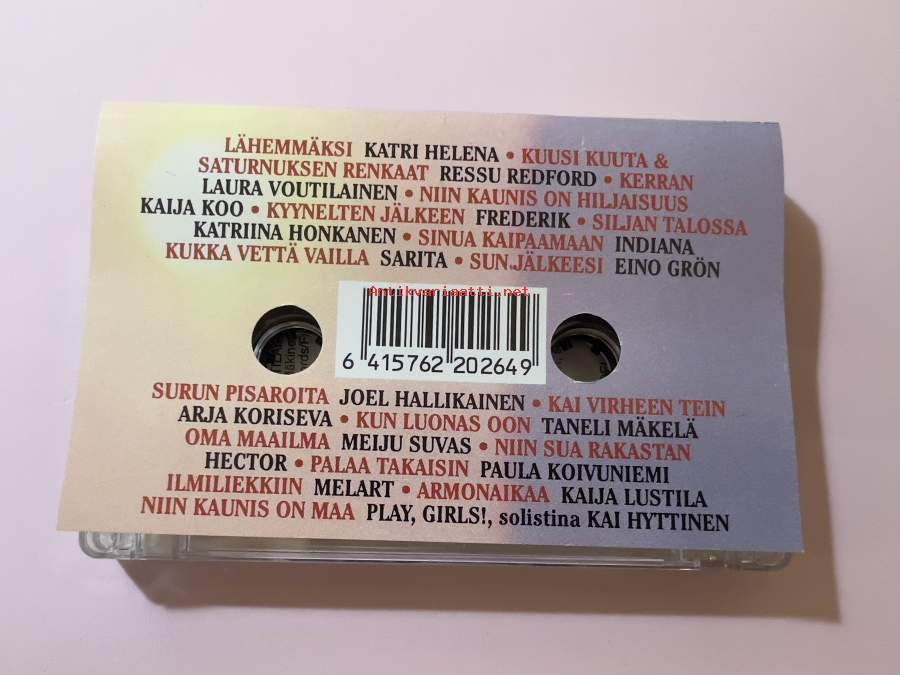 LÄHEMMÄKSI KATRI HELENA • KUUSI KUUTA &
SATURNUKSEN RENKAAT RESSU REDFORD • KERRAN
LAURA VOUTILAINEN • NIIN KAUNIS ON HILJAISUUS
KAIJA KOO • KYYNELTEN JÄLKEEN FREDERIK • SILJAN TALOSSA
KATRIINA HONKANEN • SINUA KAIPAAMAAN INDIANA
KUKKA VETTÄ VAILLA SARITA • SUN JÄLKEESI EINO GRÖN
Antikvariaatti.net
6 415762 202649
SURUN PISAROITA JOEL HALLIKAINEN • KAI VIRHEEN TEIN
ARJA KORISEVA • KUN LUONAS OON TANELI MÄKELÄ
OMA MAAILMA MEIJU SUVAS • NIIN SUA RAKASTAN
HECTOR • PALAA TAKAISIN PAULA KOIVUNIEMI
ILMILIEKKIIN MELART • ARMONAIKAA KAIJA LUSTILA
NIIN KAUNIS ON MAA PLAY, GIRLS!, solistina KAI HYTTINEN